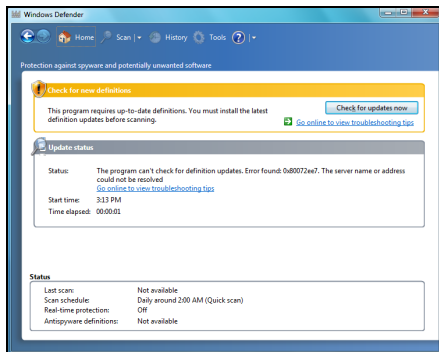 Windows Defender
Home Scan History Tools
Protection against spyware and potentially unwanted software
Check for new definitions
This program requires up-to-date definitions. You must install the latest
definition updates before scanning.
Check for updates now
Go online to view troubleshooting tips
Update status
Status: The program can't check for definition updates. Error found: 0x80072ee7. The server name or address
could not be resolved
Go online to view troubleshooting tips
Start time: 3:13 PM
Time elapsed: 00:00:01
Status
Last scan: Not available
Scan schedule: Daily around 2:00 AM (Quick scan)
Real-time protection: Off
Antispyware definitions: Not available